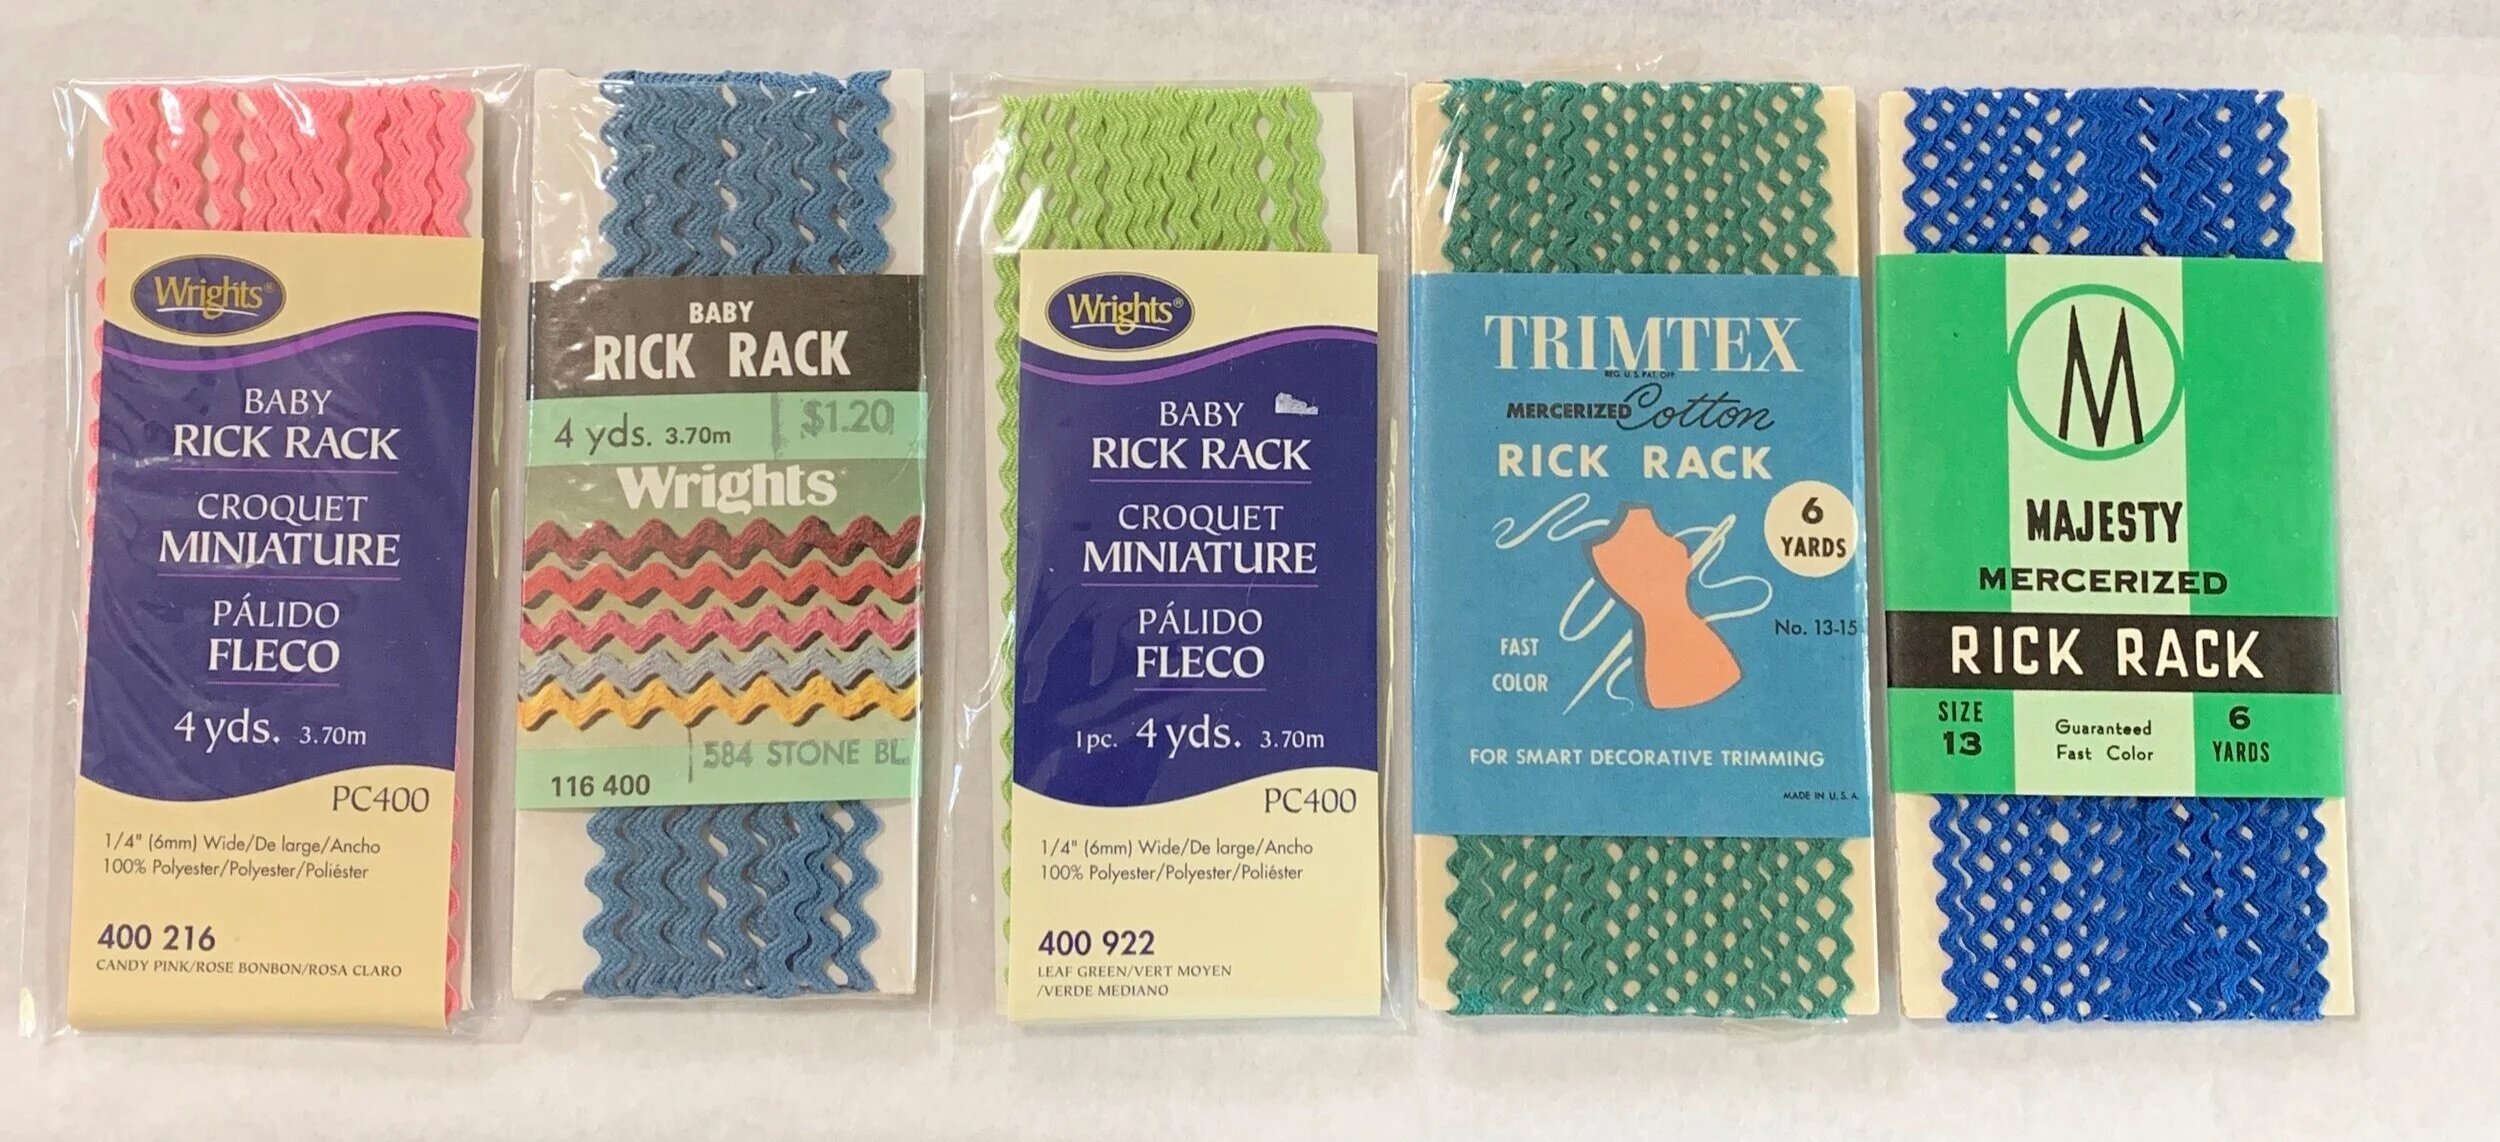 Wrights®
BABY
RICK RACK
CROQUET
MINIATURE
PÁLIDO
FLECO
4 yds. 3.70m
PC400
1/4" (6mm) Wide/De large/Ancho
100% Polyester/Polyester/Poliéster
400 216
CANDY PINK/ROSE BONBON/ROSA CLARO
BABY
RICK RACK
4 yds. 3.70m $1.20
Wrights
584 STONE BL.
116 400
Wrights®
BABY
RICK RACK
CROQUET
MINIATURE
PÁLIDO
FLECO
1pc. 4 yds. 3.70m
PC400
1/4" (6mm) Wide/De large/Ancho
100% Polyester/Polyester/Poliéster
400 922
LEAF GREEN/VERT MOYEN
/VERDE MEDIANO
TRIMTEX
REG. U.S. PAT. OFF.
MERCERIZED Cotton
RICK RACK
6
YARDS
No. 13-15
FAST
COLOR
FOR SMART DECORATIVE TRIMMING
MADE IN U.S.A.
M
MAJESTY
MERCERIZED
RICK RACK
SIZE
13
Guaranteed
Fast Color
6
YARDS